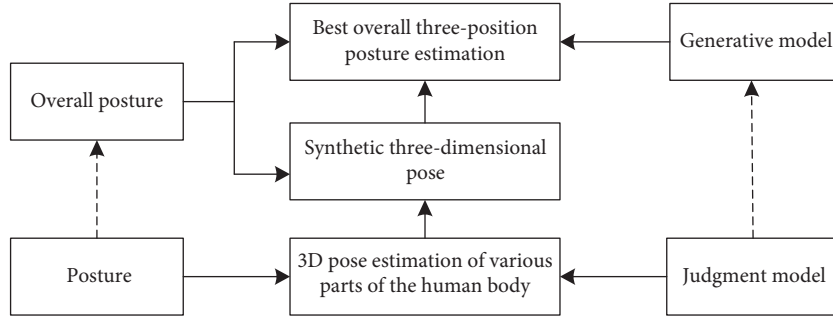 Best overall three-position
posture estimation
Generative model
Overall posture
Synthetic three-dimensional
pose
Posture
3D pose estimation of various
parts of the human body
Judgment model